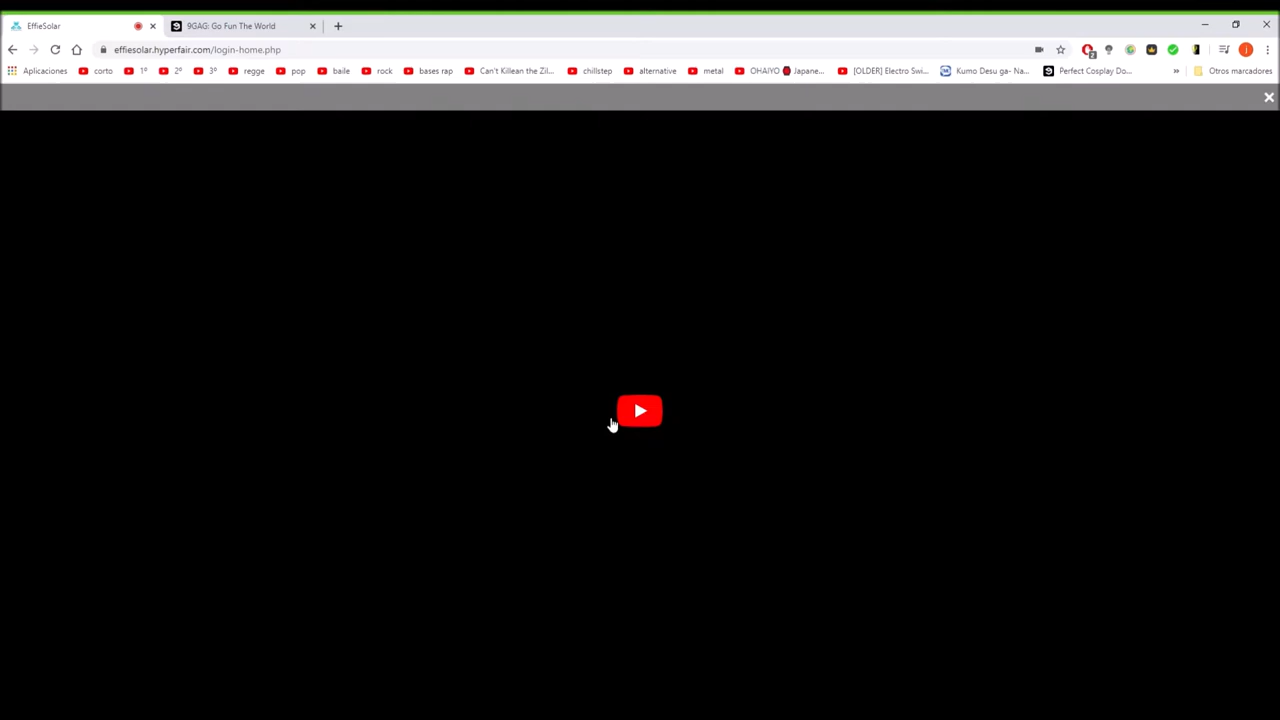 EffieSolar
9GAG: Go Fun The World
effiesolar.hyperfair.com/login-home.php
2
Aplicaciones corto 1º 2º 3º regge pop baile rock bases rap Can't Killean the Zil... chillstep alternative metal OHAIYO Japane... [OLDER] Electro Swi... Kumo Desu ga- Na... Perfect Cosplay Do... » Otros marcadores